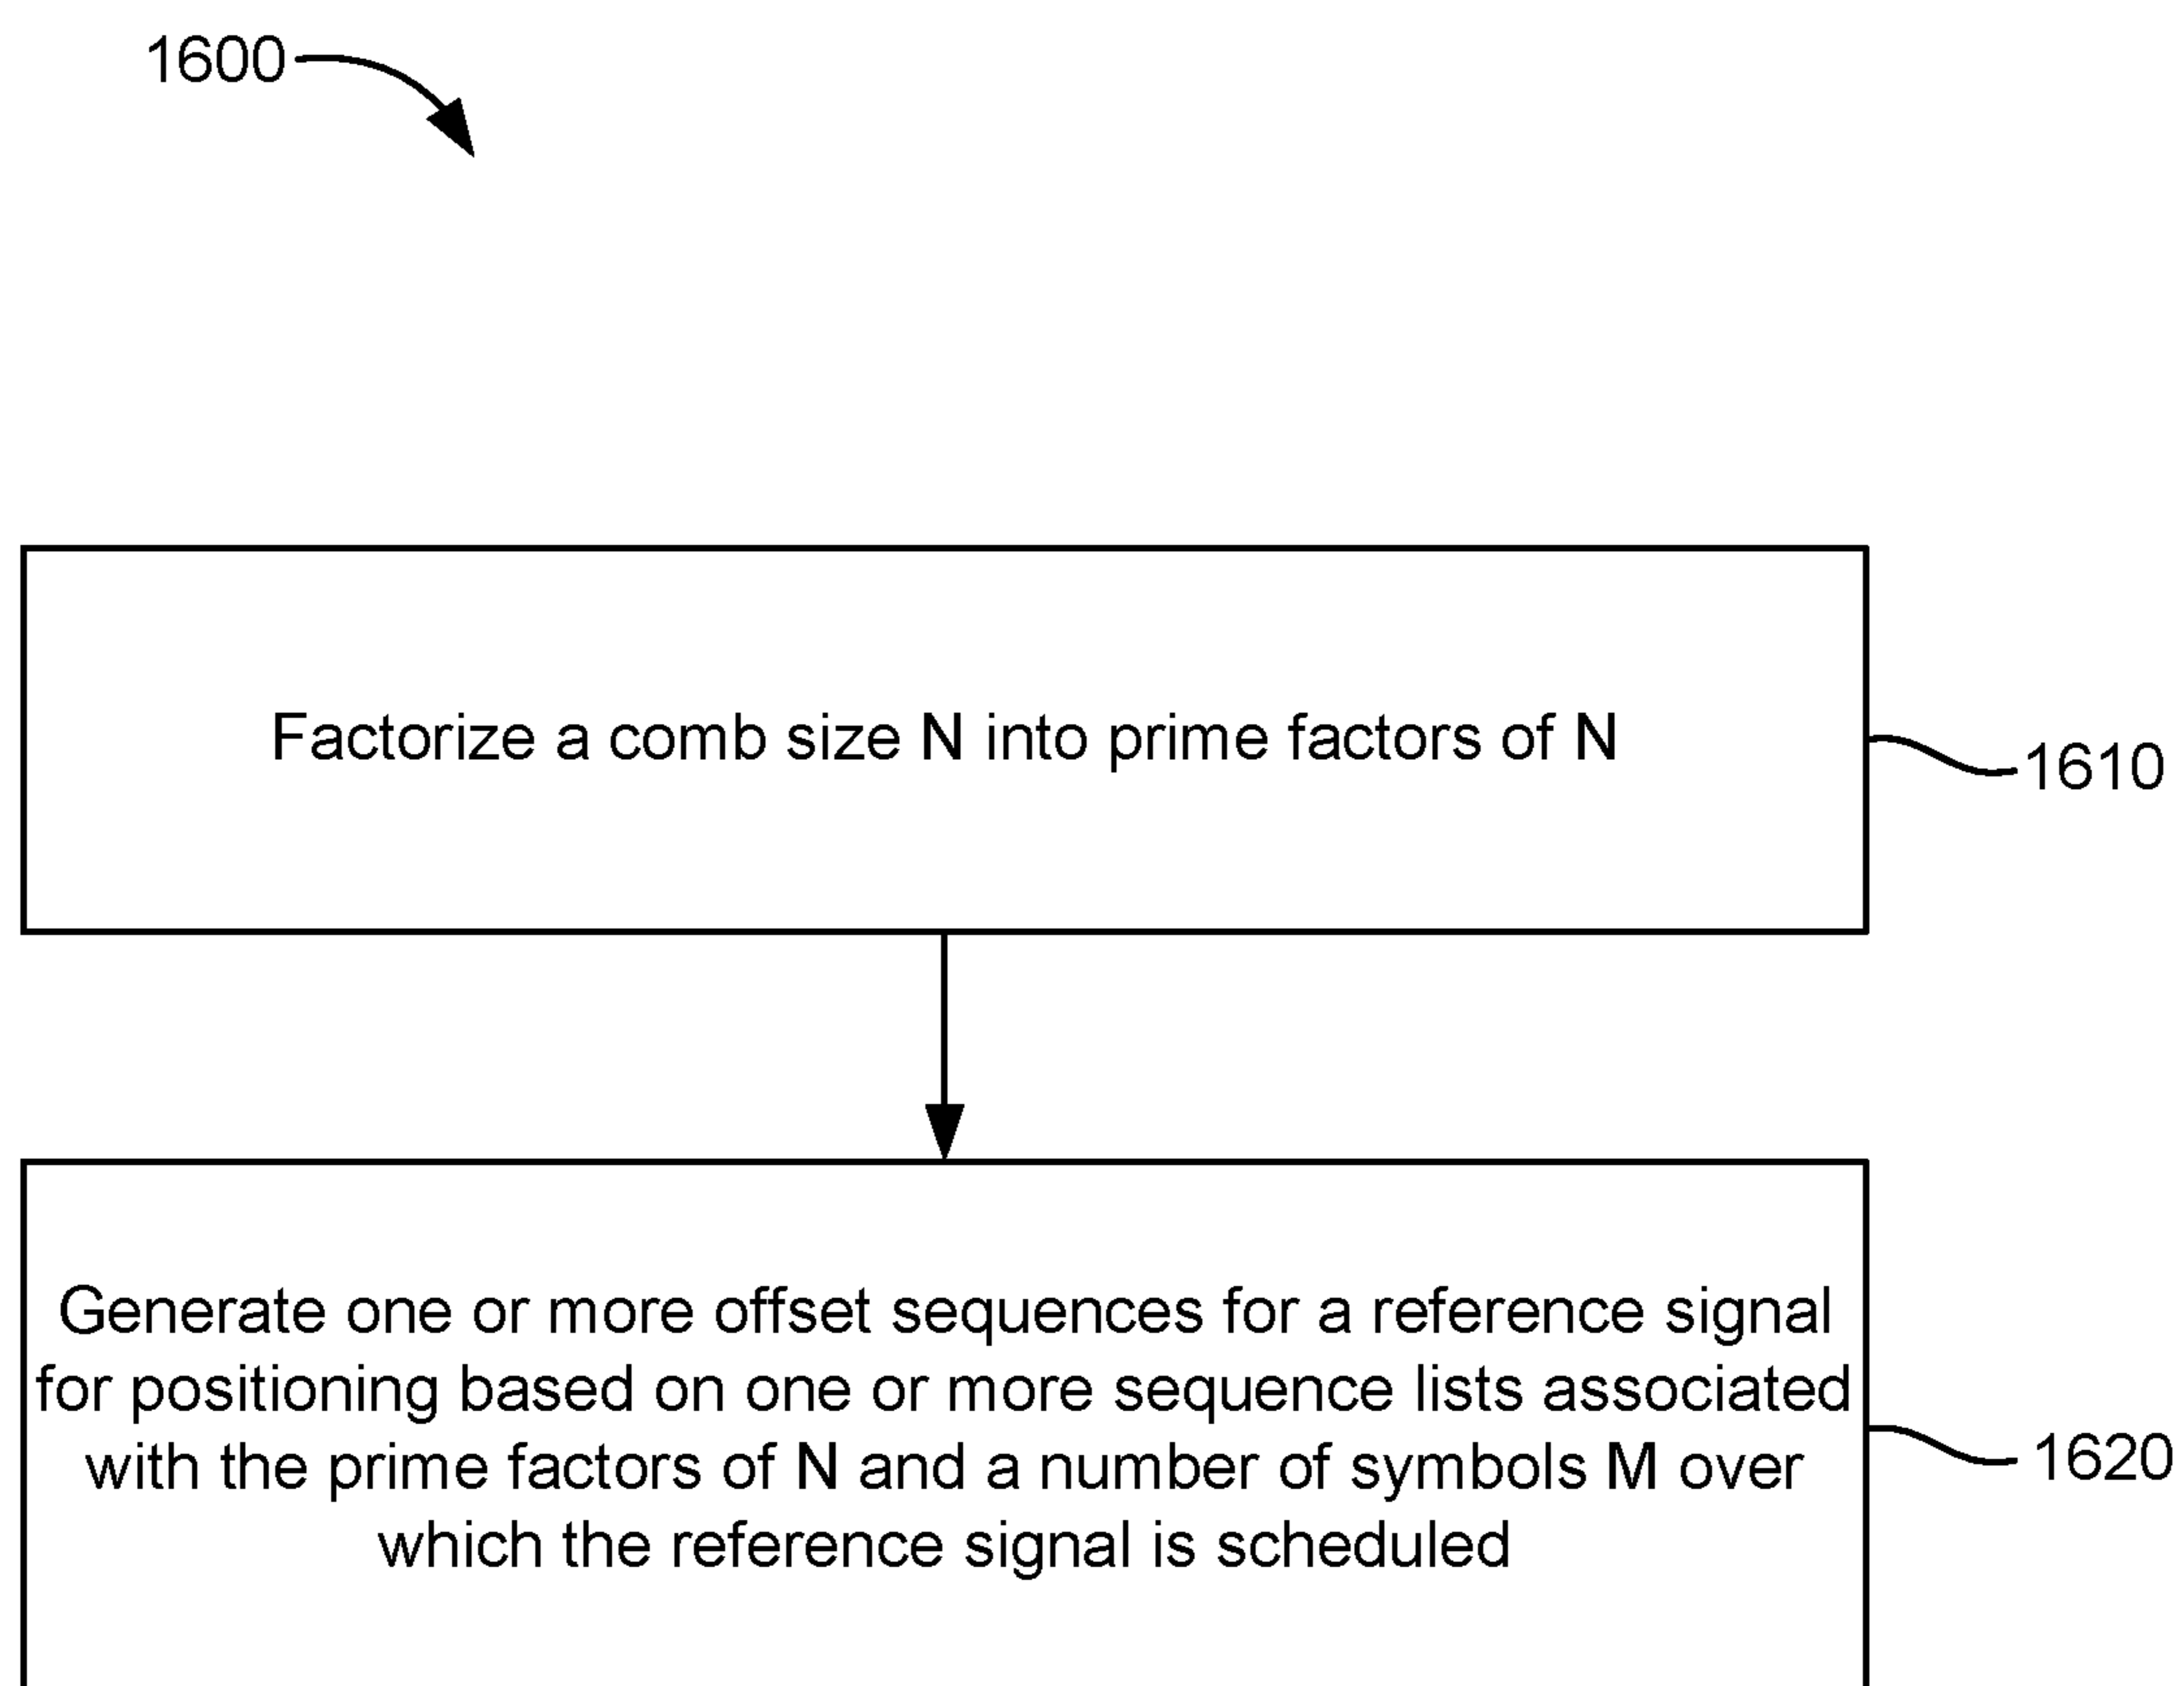 1600
Factorize a comb size N into prime factors of N
1610
Generate one or more offset sequences for a reference signal
for positioning based on one or more sequence lists associated
with the prime factors of N and a number of symbols M over
which the reference signal is scheduled
1620